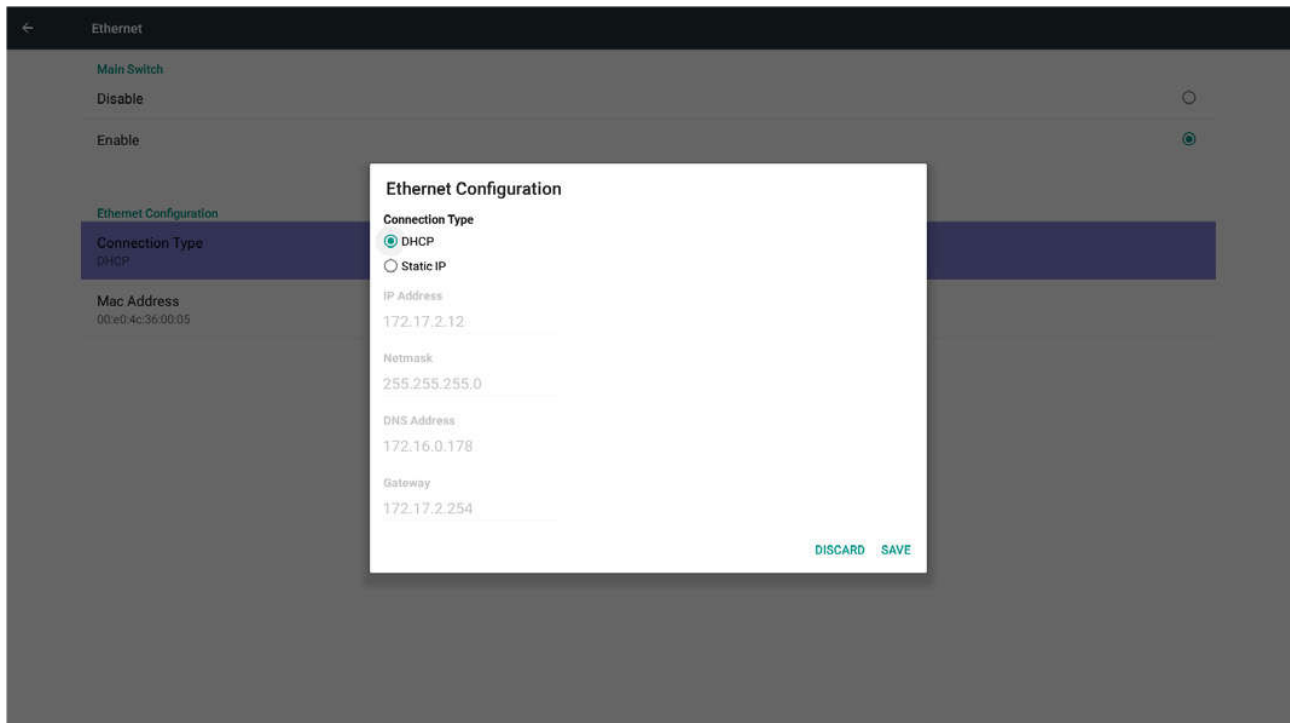 Ethernet
Main Switch
Disable
Enable
Ethernet Configuration
Connection Type
DHCP
Mac Address
00:e0:4c:36:00:05
Ethernet Configuration
Connection Type
DHCP
Static IP
IP Address
172.17.2.12
Netmask
255.255.255.0
DNS Address
172.16.0.178
Gateway
172.17.2.254
DISCARD SAVE